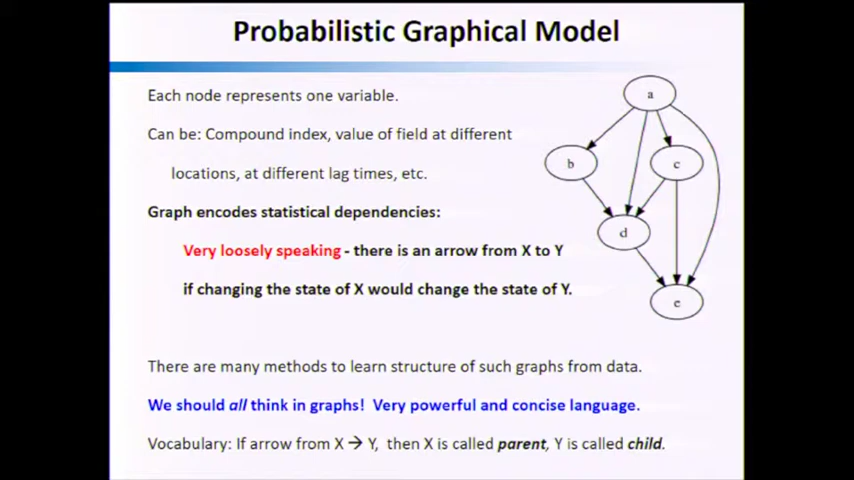 Probabilistic Graphical Model
Each node represents one variable.
Can be: Compound index, value of field at different
locations, at different lag times, etc.
Graph encodes statistical dependencies:
Very loosely speaking - there is an arrow from X to Y
if changing the state of X would change the state of Y.
There are many methods to learn structure of such graphs from data.
We should all think in graphs! Very powerful and concise language.
Vocabulary: If arrow from X → Y, then X is called parent, Y is called child.
a
b
c
d
e